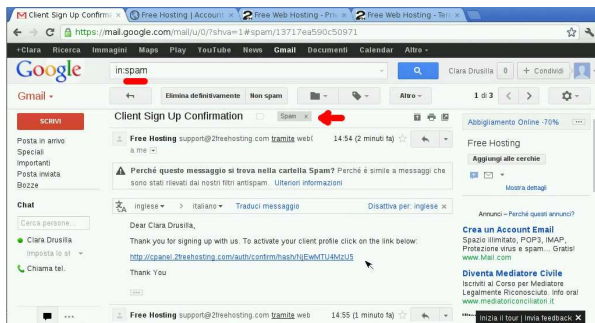 Client Sign Up Confirm ×
Free Hosting | Account ×
Free Web Hosting - Priv ×
Free Web Hosting - Tern ×
https://mail.google.com/mail/u/0/?shva=1#spam/13717ea590c50971
+Clara Ricerca Immagini Maps Play YouTube News Gmail Documenti Calendar Altro
Google
in:spam
Clara Drusilla 0 + Condividi
Gmail
Elimina definitivamente Non spam Altro 1 di 3
SCRIVI
Posta in arrivo
Speciali
Importanti
Posta inviata
Bozze
Chat
Cerca persone...
Clara Drusilla
Imposta lo st
Chiama tel.
Client Sign Up Confirmation Spam x
Free Hosting support@2freehosting.com tramite web 14:54 (2 minuti fa)
a me
Perché questo messaggio si trova nella cartella Spam? Perché è simile a messaggi che
sono stati rilevati dai nostri filtri antispam. Ulteriori informazioni
inglese > italiano Traduci messaggio Disattiva per: inglese ×
Dear Clara Drusilla,
Thank you for signing up with us. To activate your client profile click on the link below:
http://cpanel.2freehosting.com/auth/confirm/hash/NjEwMTU4MzU5
Thank You
Free Hosting support@2freehosting.com tramite web 14:55 (1 minuto fa)
Abbigliamento Online -70%
Free Hosting
Aggiungi alle cerchie
Mostra dettagli
Annunci – Perché questi annunci?
Crea un Account Email
Spazio illimitato, POP3, IMAP,
Protezione virus e spam... Gratis!
www.Mail.com
Diventa Mediatore Civile
Iscriviti al Corso per Mediatore
Legalmente Riconosciuto. Info ora!
www.mediatoriconciliatori.it
Inizia il tour | Invia feedback ×